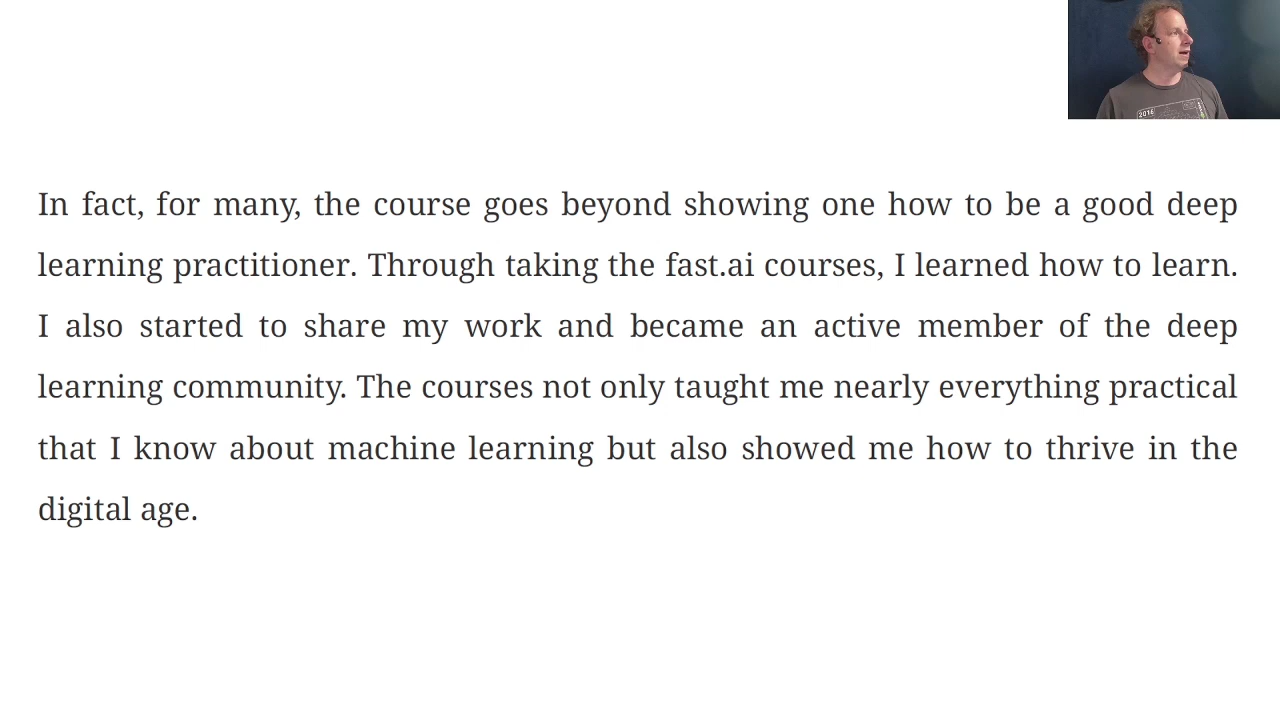 2016
In fact, for many, the course goes beyond showing one how to be a good deep
learning practitioner. Through taking the fast.ai courses, I learned how to learn.
I also started to share my work and became an active member of the deep
learning community. The courses not only taught me nearly everything practical
that I know about machine learning but also showed me how to thrive in the
digital age.